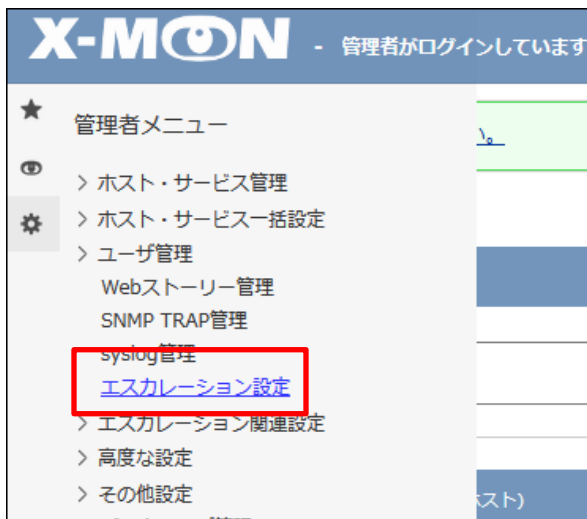 X-MON - 管理者がログインしています
管理者メニュー
い。
> ホスト・サービス管理
> ホスト・サービス一括設定
> ユーザ管理
Webストーリー管理
SNMP TRAP管理
syslog管理
エスカレーション設定
> エスカレーション関連設定
> 高度な設定
> その他設定
ホスト)